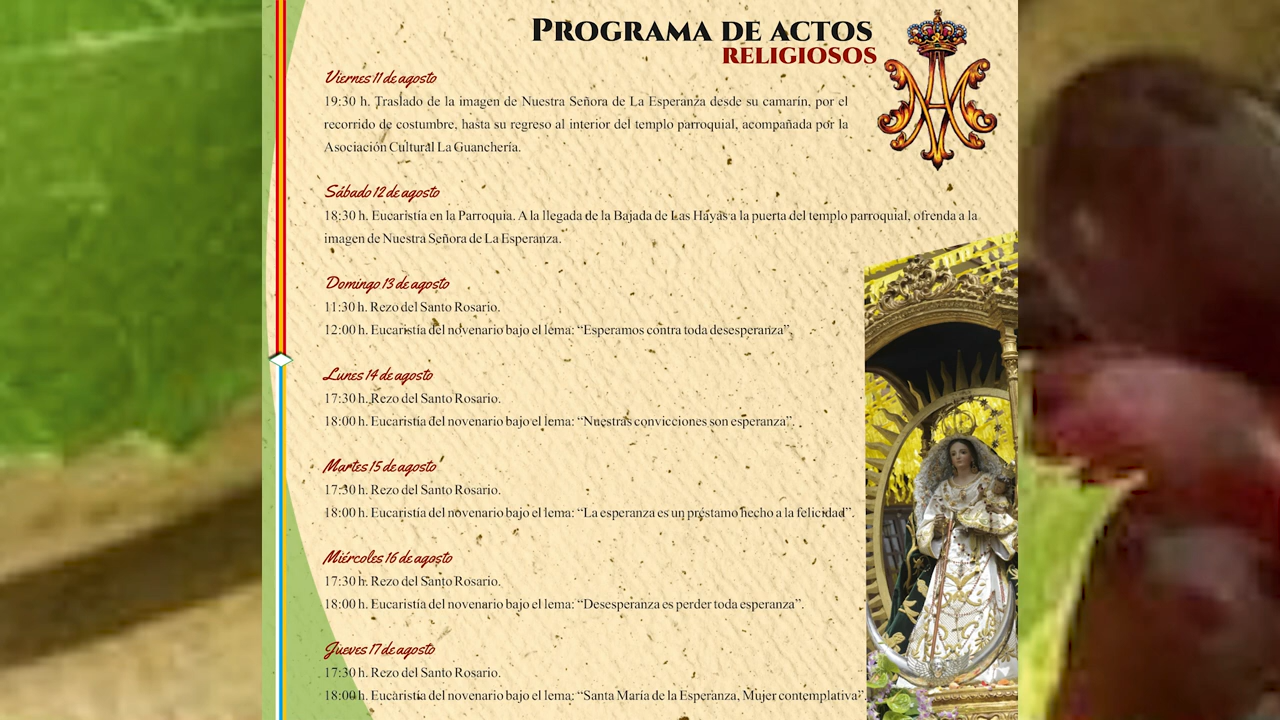 PROGRAMA DE ACTOS
RELIGIOSOS
Viernes 11 de agosto
19:30 h. Traslado de la imagen de Nuestra Señora de La Esperanza desde su camarín, por el
recorrido de costumbre, hasta su regreso al interior del templo parroquial, acompañada por la
Asociación Cultural La Guanchería.
Sábado 12 de agosto
18:30 h. Eucaristía en la Parroquia. A la llegada de la Bajada de Las Hayas a la puerta del templo parroquial, ofrenda a la
imagen de Nuestra Señora de La Esperanza.
Domingo 13 de agosto
11:30 h. Rezo del Santo Rosario.
12:00 h. Eucaristía del novenario bajo el lema: “Esperamos contra toda desesperanza”.
Lunes 14 de agosto
17:30 h. Rezo del Santo Rosario.
18:00 h. Eucaristía del novenario bajo el lema: “Nuestras convicciones son esperanza”.
Martes 15 de agosto
17:30 h. Rezo del Santo Rosario.
18:00 h. Eucaristía del novenario bajo el lema: “La esperanza es un préstamo hecho a la felicidad”.
Miércoles 16 de agosto
17:30 h. Rezo del Santo Rosario.
18:00 h. Eucaristía del novenario bajo el lema: “Desesperanza es perder toda esperanza”.
Jueves 17 de agosto
17:30 h. Rezo del Santo Rosario.
18:00 h. Eucaristía del novenario bajo el lema: “Santa María de la Esperanza, Mujer contemplativa”.